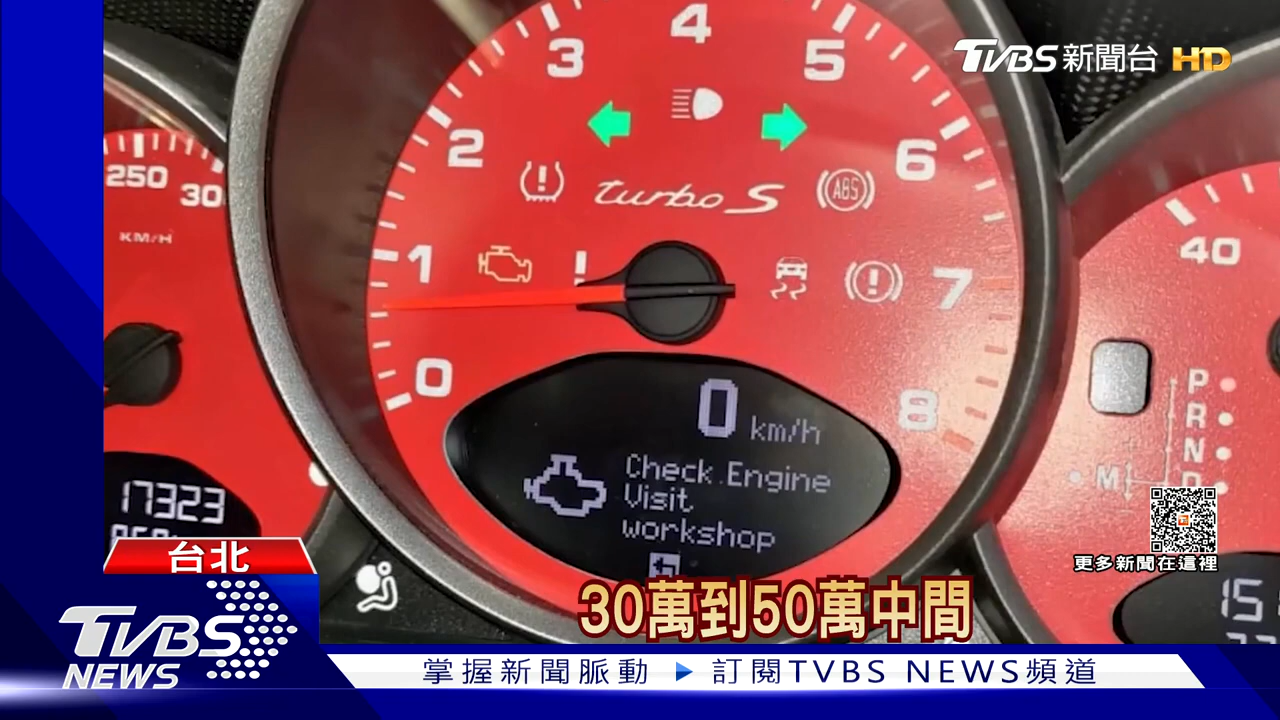 TVBS新聞台 HD
4
3
5
2
6
turbo S
ABS
250
30
KM/H
1
7
40
0
8
0 km/h
Check Engine
Visit
workshop
P
R
N
M
D
17323
15
台北
更多新聞在這裡
30萬到50萬中間
TVBS
NEWS
掌握新聞脈動 訂閱TVBS NEWS頻道